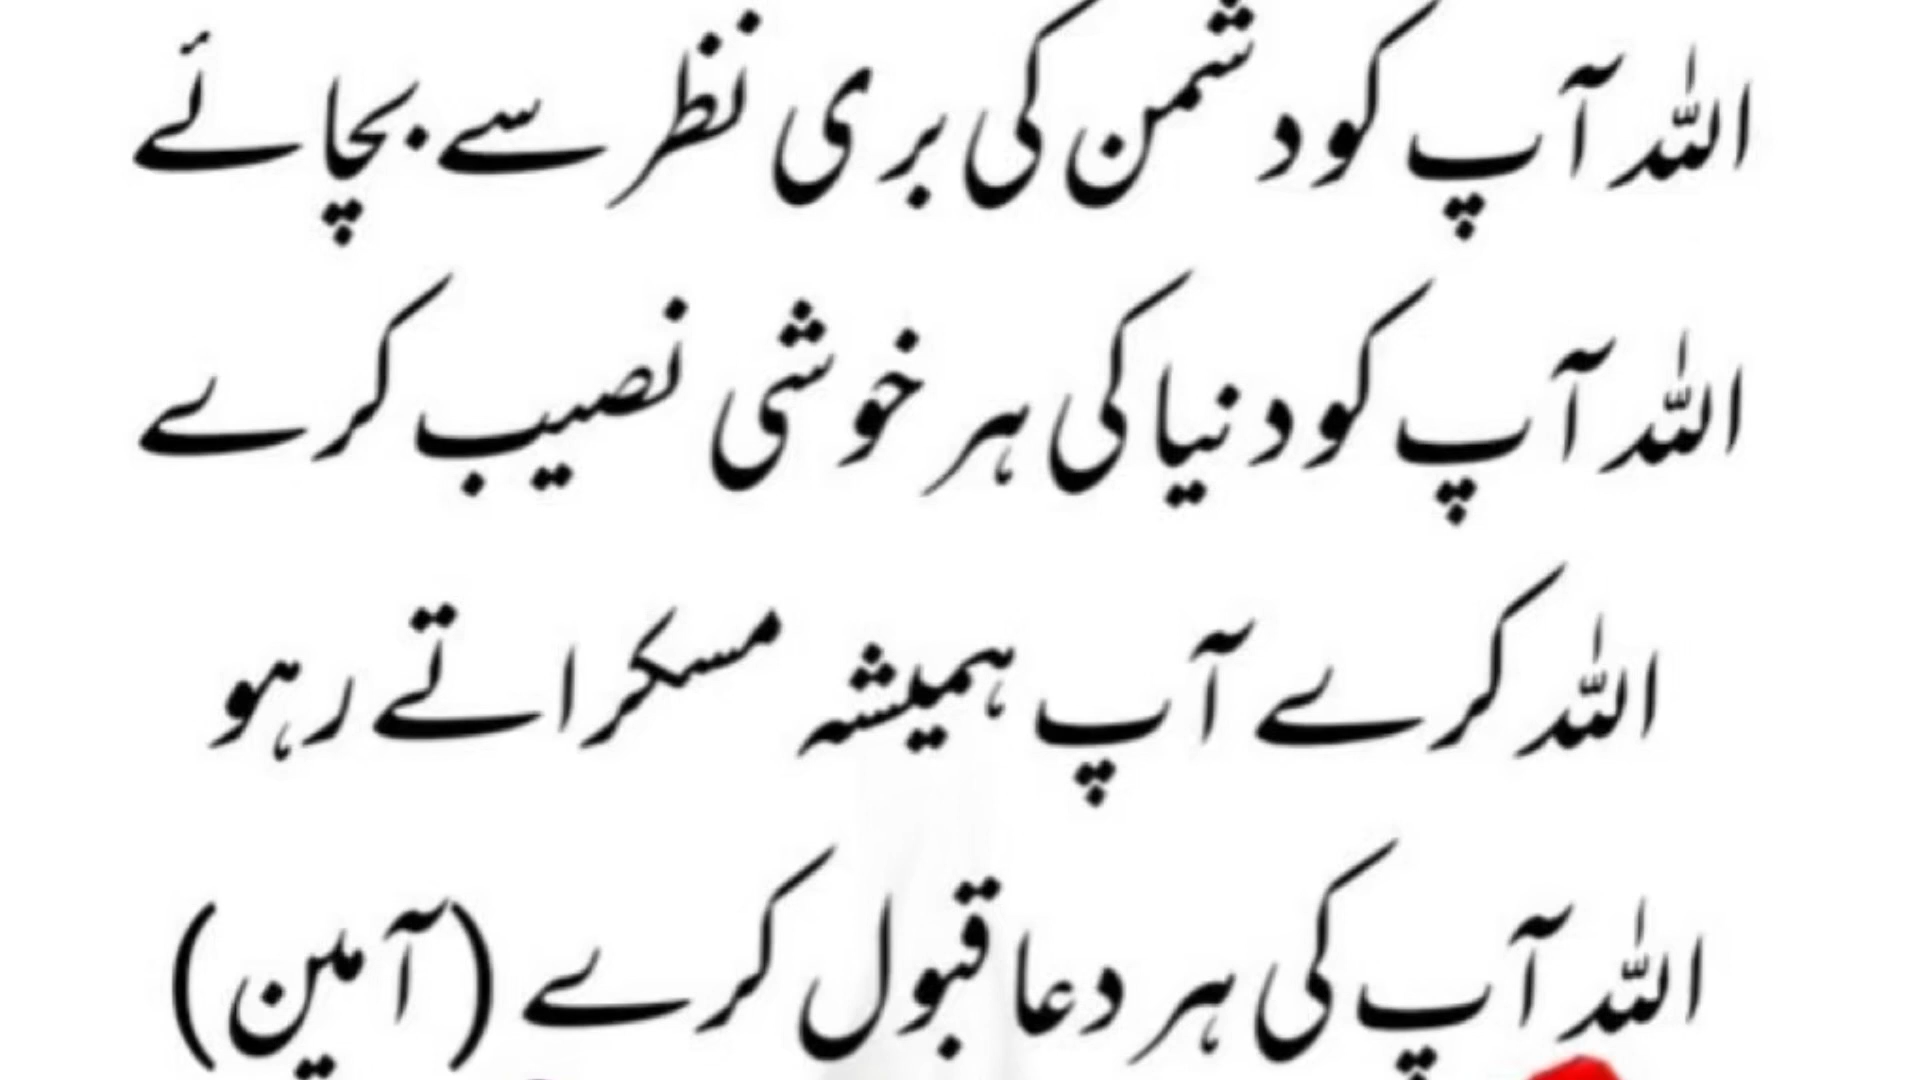 اللہ آپ کو دشمن کی بری نظر سے بچائے
اللہ آپ کو دنیا کی ہر خوشی نصیب کرے
اللہ کرے آپ ہمیشہ مسکراتے رہو
اللہ آپ کی ہر دعا قبول کرے (آمین)